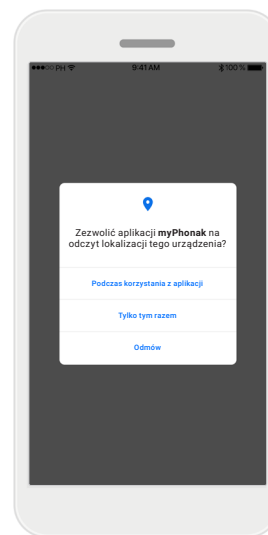 ●●●○○ PH 9:41 AM 100%
Zezwolić aplikacji myPhonak na
odczyt lokalizacji tego urządzenia?
Podczas korzystania z aplikacji
Tylko tym razem
Odmów